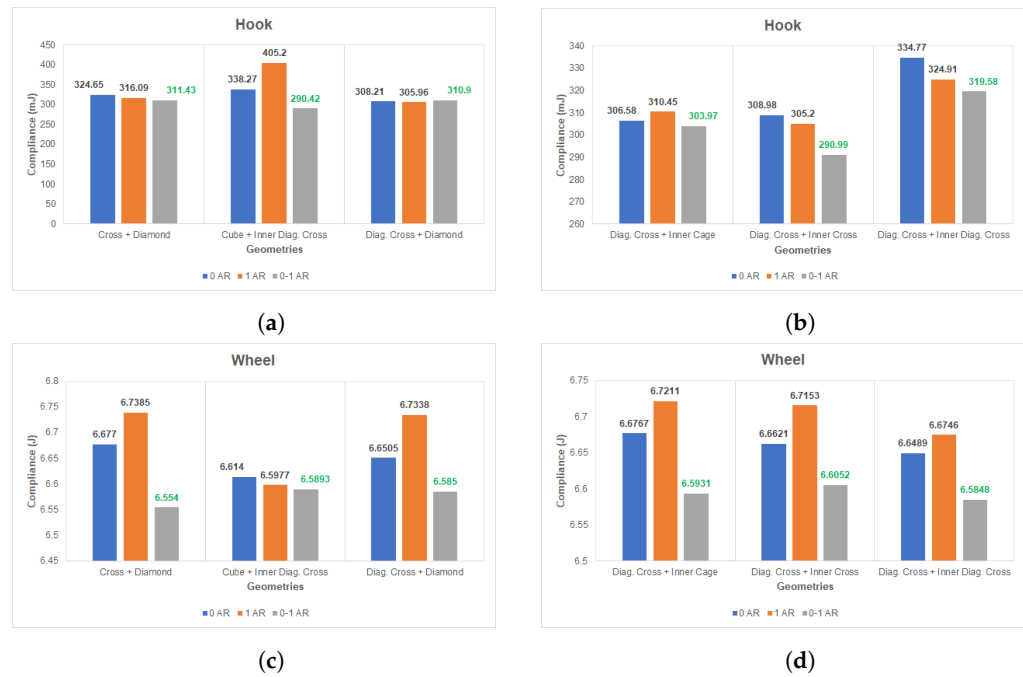 Hook
Compliance (mJ)
450
400
350
300
250
200
150
100
50
0
324.65 316.09 311.43
338.27 405.2 290.42
308.21 305.96 310.9
Cross + Diamond Cube + Inner Diag. Cross Diag. Cross + Diamond
Geometries
0 AR 1 AR 0-1 AR
(a)
Hook
Compliance (mJ)
340
330
320
310
300
290
280
270
260
306.58 310.45 303.97
308.98 305.2 290.99
334.77 324.91 319.58
Diag. Cross + Inner Cage Diag. Cross + Inner Cross Diag. Cross + Inner Diag. Cross
Geometries
0 AR 1 AR 0-1 AR
(b)
Wheel
Compliance (J)
6.8
6.75
6.7
6.65
6.6
6.55
6.5
6.45
6.677 6.7385 6.554
6.614 6.5977 6.5893
6.6505 6.7338 6.585
Cross + Diamond Cube + Inner Diag. Cross Diag. Cross + Diamond
Geometries
0 AR 1 AR 0-1 AR
(c)
Wheel
Compliance (J)
6.75
6.7
6.65
6.6
6.55
6.5
6.6767 6.7211 6.5931
6.6621 6.7153 6.6052
6.6489 6.6746 6.5848
Diag. Cross + Inner Cage Diag. Cross + Inner Cross Diag. Cross + Inner Diag. Cross
Geometries
0 AR 1 AR 0-1 AR
(d)